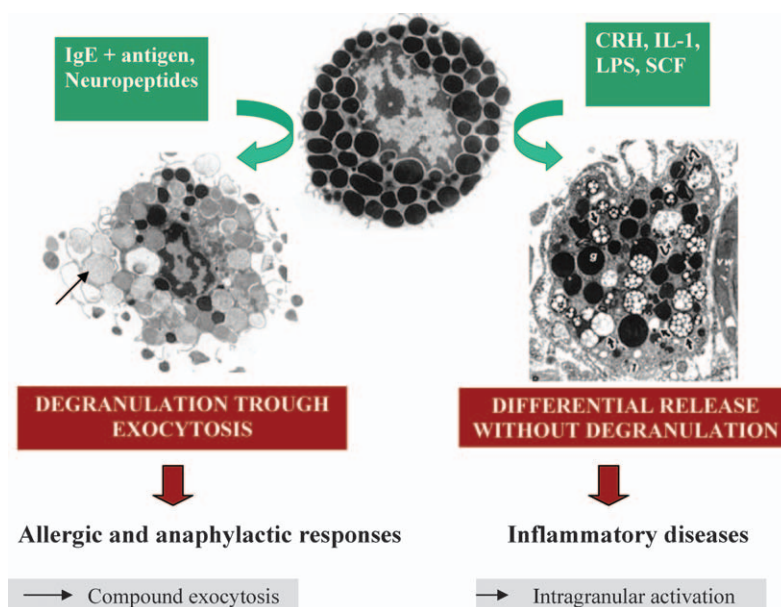 IgE + antigen,
Neuropeptides
CRH, IL-1,
LPS, SCF
g
v w
DEGRANULATION TROUGH
EXOCYTOSIS
DIFFERENTIAL RELEASE
WITHOUT DEGRANULATION
Allergic and anaphylactic responses
Inflammatory diseases
Compound exocytosis
Intragranular activation